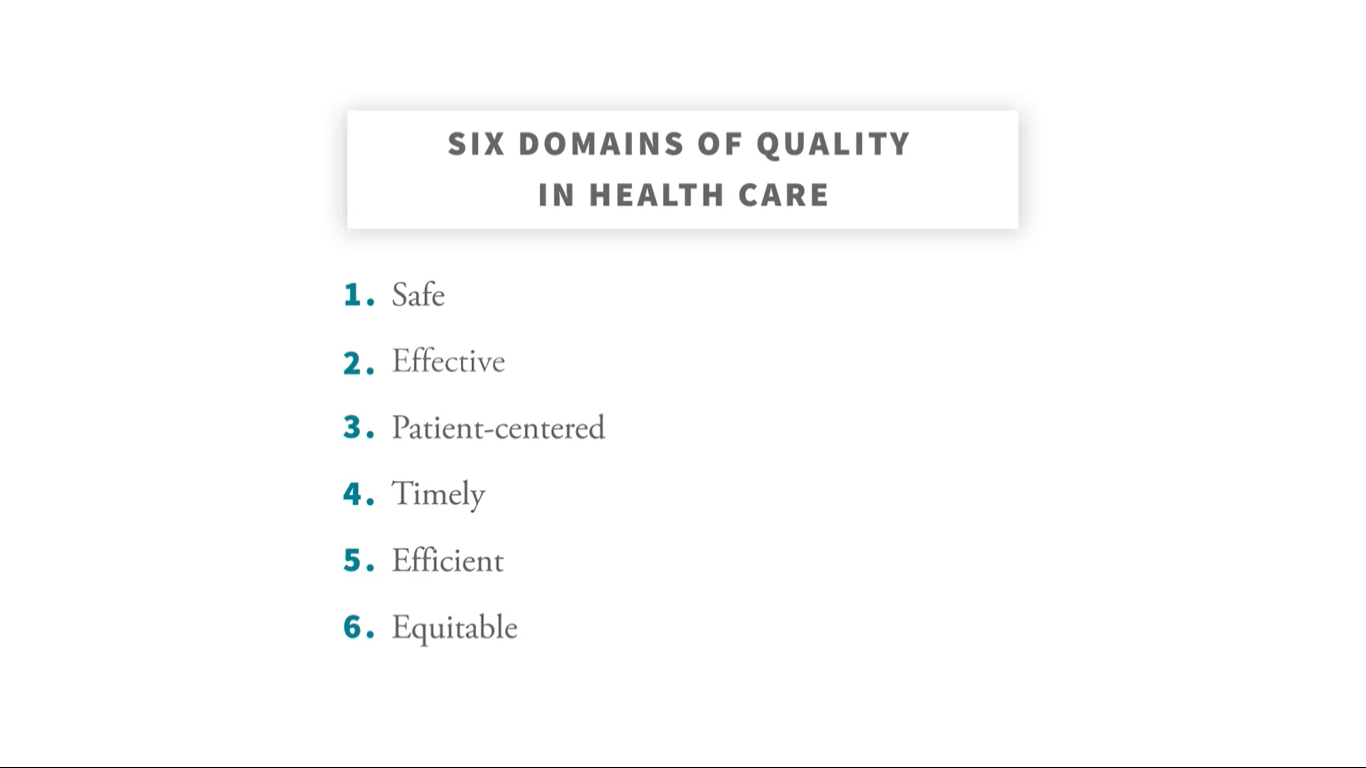 SIX DOMAINS OF QUALITY
IN HEALTH CARE
1. Safe
2. Effective
3. Patient-centered
4. Timely
5. Efficient
6. Equitable